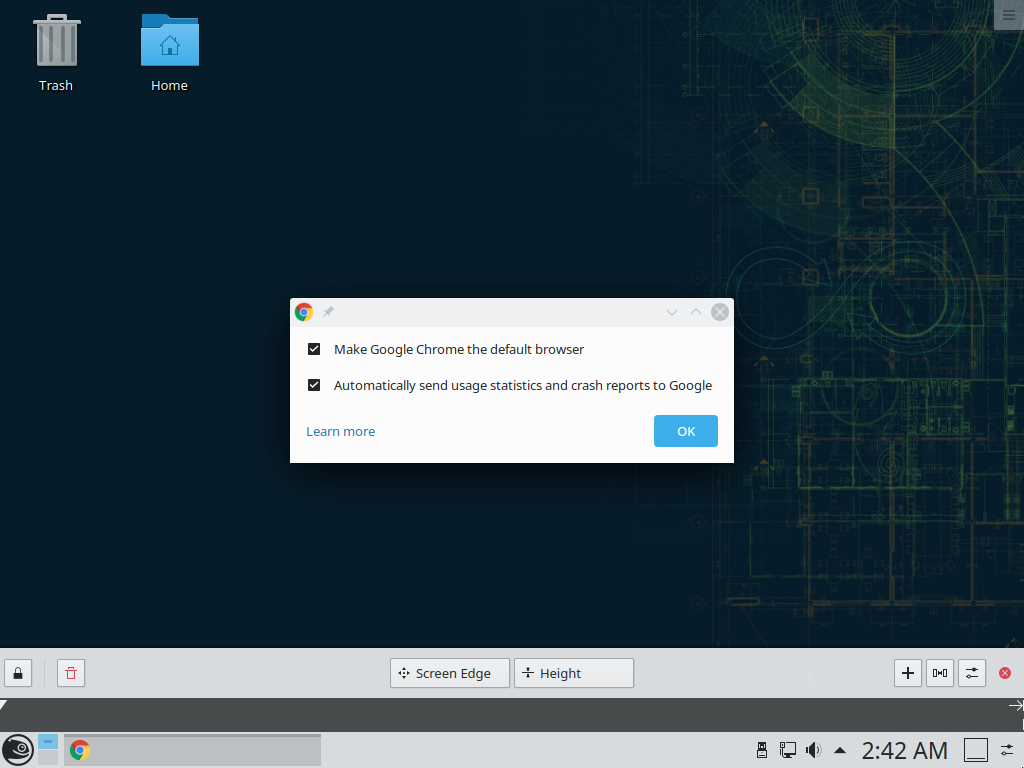 Trash
Home
Make Google Chrome the default browser
Automatically send usage statistics and crash reports to Google
Learn more
OK
Screen Edge
Height
2:42 AM